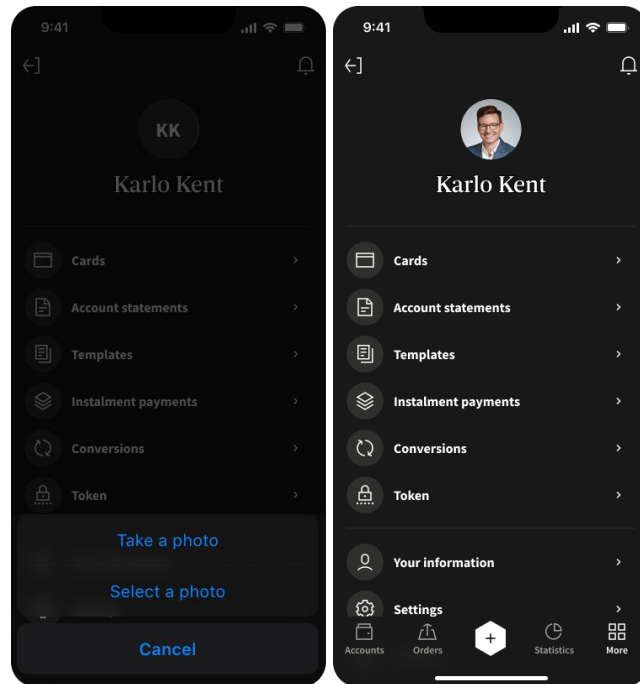 9:41
KK
Karlo Kent
Cards
Account statements
Templates
Instalment payments
Conversions
Token
Take a photo
Select a photo
Cancel
9:41
Karlo Kent
Cards
Account statements
Templates
Instalment payments
Conversions
Token
Your information
Settings
Accounts
Orders
Statistics
More